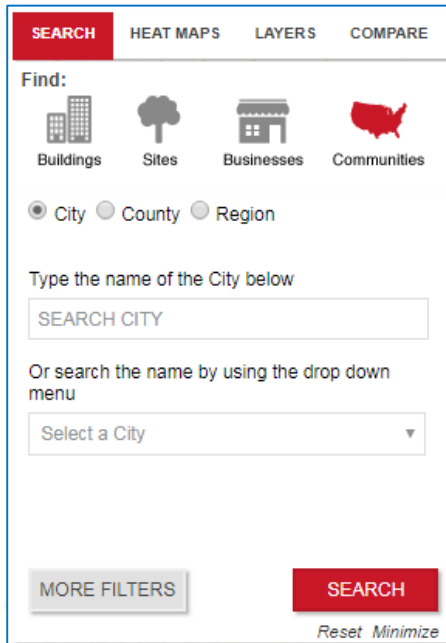 SEARCH HEAT MAPS LAYERS COMPARE
Find:
Buildings Sites Businesses Communities
City County Region
Type the name of the City below
SEARCH CITY
Or search the name by using the drop down
menu
Select a City
MORE FILTERS SEARCH
Reset Minimize